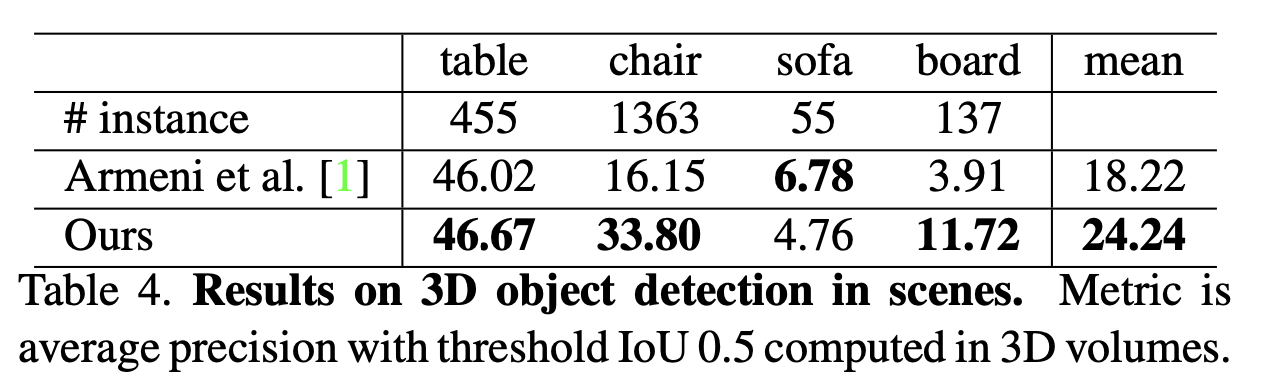 table chair sofa board mean
# instance 455 1363 55 137
Armeni et al. [1] 46.02 16.15 6.78 3.91 18.22
Ours 46.67 33.80 4.76 11.72 24.24
Table 4. Results on 3D object detection in scenes. Metric is
average precision with threshold IoU 0.5 computed in 3D volumes.